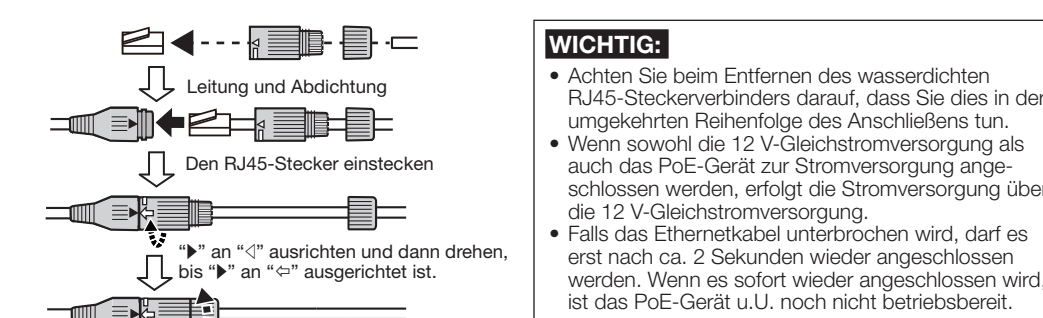 Leitung und Abdichtung
Den RJ45-Stecker einstecken
“▶” an “◁” ausrichten und dann drehen,
bis “▶” an “⇦” ausgerichtet ist.
WICHTIG:
• Achten Sie beim Entfernen des wasserdichten
RJ45-Steckerverbinders darauf, dass Sie dies in der
umgekehrten Reihenfolge des Anschließens tun.
• Wenn sowohl die 12 V-Gleichstromversorgung als
auch das PoE-Gerät zur Stromversorgung ange-
schlossen werden, erfolgt die Stromversorgung über
die 12 V-Gleichstromversorgung.
• Falls das Ethernetkabel unterbrochen wird, darf es
erst nach ca. 2 Sekunden wieder angeschlossen
werden. Wenn es sofort wieder angeschlossen wird,
ist das PoE-Gerät u.U. noch nicht betriebsbereit.